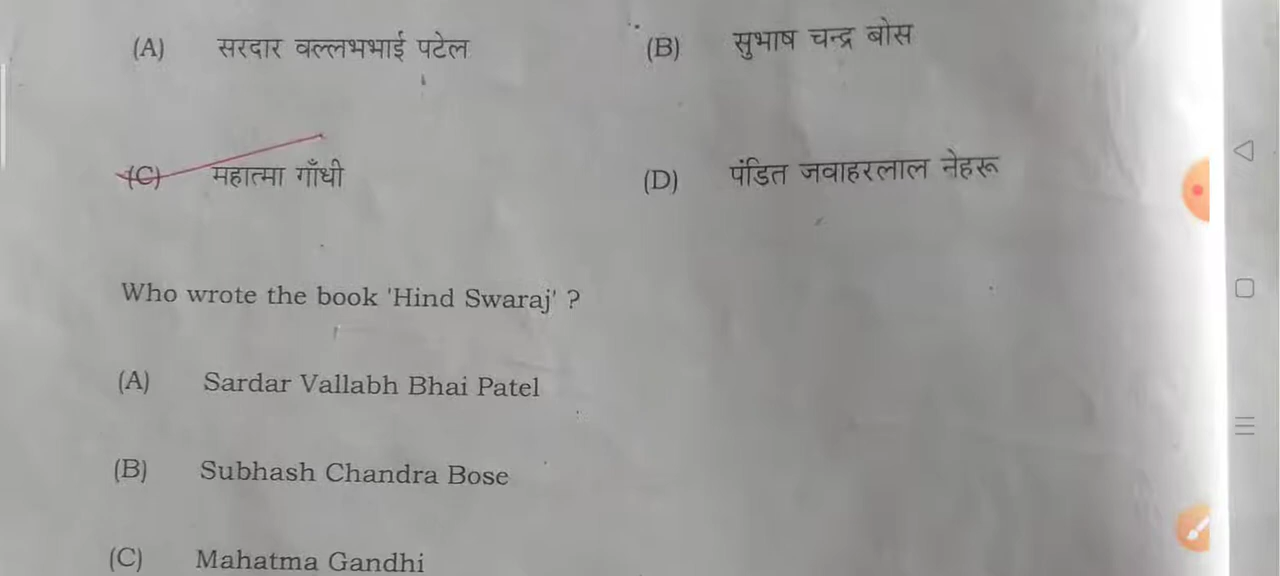 (A) सरदार वल्लभभाई पटेल (B) सुभाष चन्द्र बोस
(C) महात्मा गाँधी (D) पंडित जवाहरलाल नेहरू
Who wrote the book 'Hind Swaraj' ?
(A) Sardar Vallabh Bhai Patel
(B) Subhash Chandra Bose
(C) Mahatma Gandhi